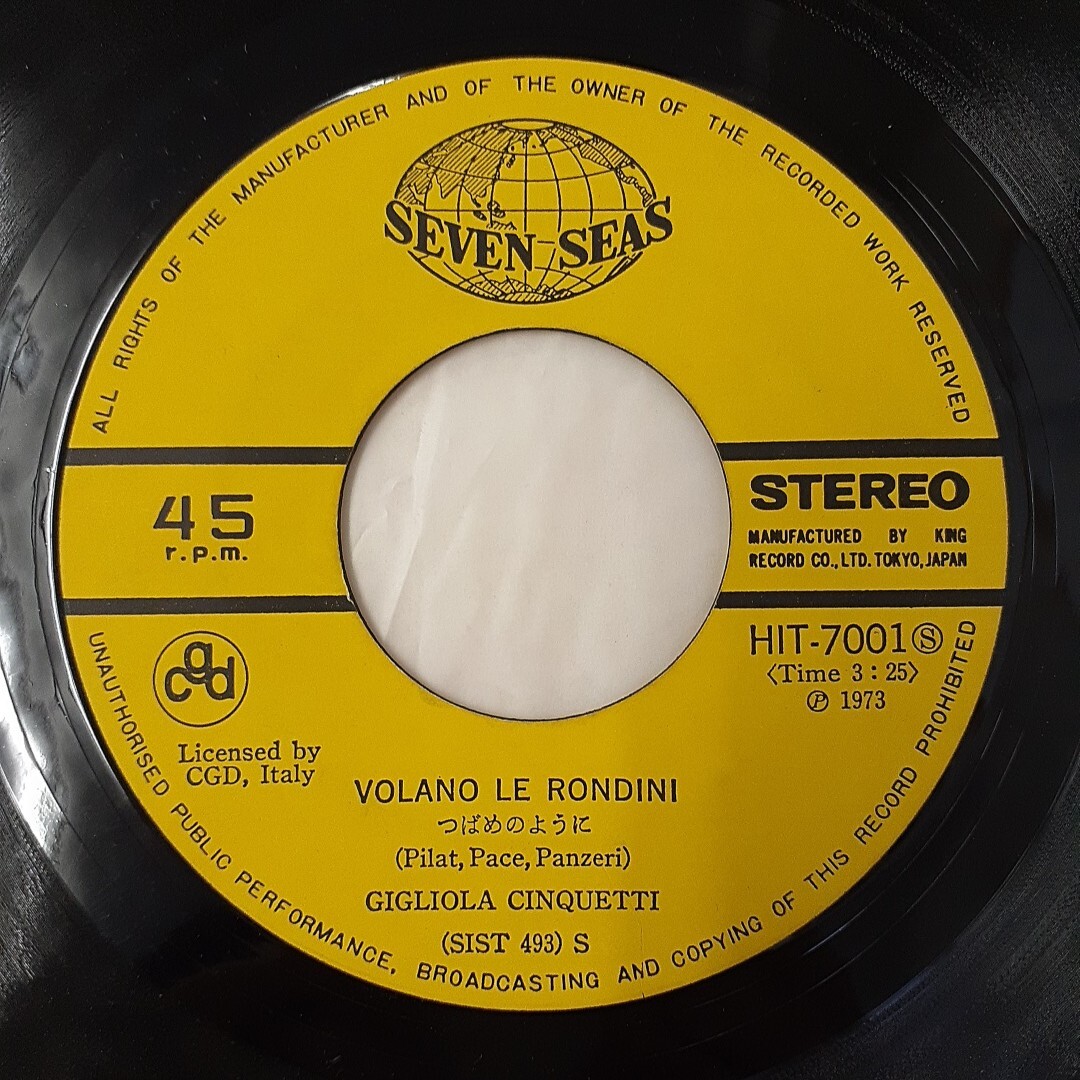 ALL RIGHTS OF THE MANUFACTURER AND OF THE OWNER OF THE RECORDED WORK RESERVED
SEVEN SEAS
45
r.p.m.
STEREO
MANUFACTURED BY KING
RECORD CO., LTD. TOKYO, JAPAN
HIT-7001Ⓢ
〈Time 3:25〉
Ⓟ 1973
cgd
Licensed by
CGD, Italy
VOLANO LE RONDINI
つばめのように
(Pilat, Pace, Panzeri)
GIGLIOLA CINQUETTI
(SIST 493) S
UNAUTHORISED PUBLIC PERFORMANCE, BROADCASTING AND COPYING OF THIS RECORD PROHIBITED